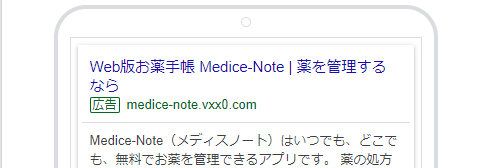 Web版お薬手帳 Medice-Note | 薬を管理する
なら
広告 medice-note.vxx0.com
Medice-Note（メディスノート）はいつでも、どこで
も、無料でお薬を管理できるアプリです。 薬の処方